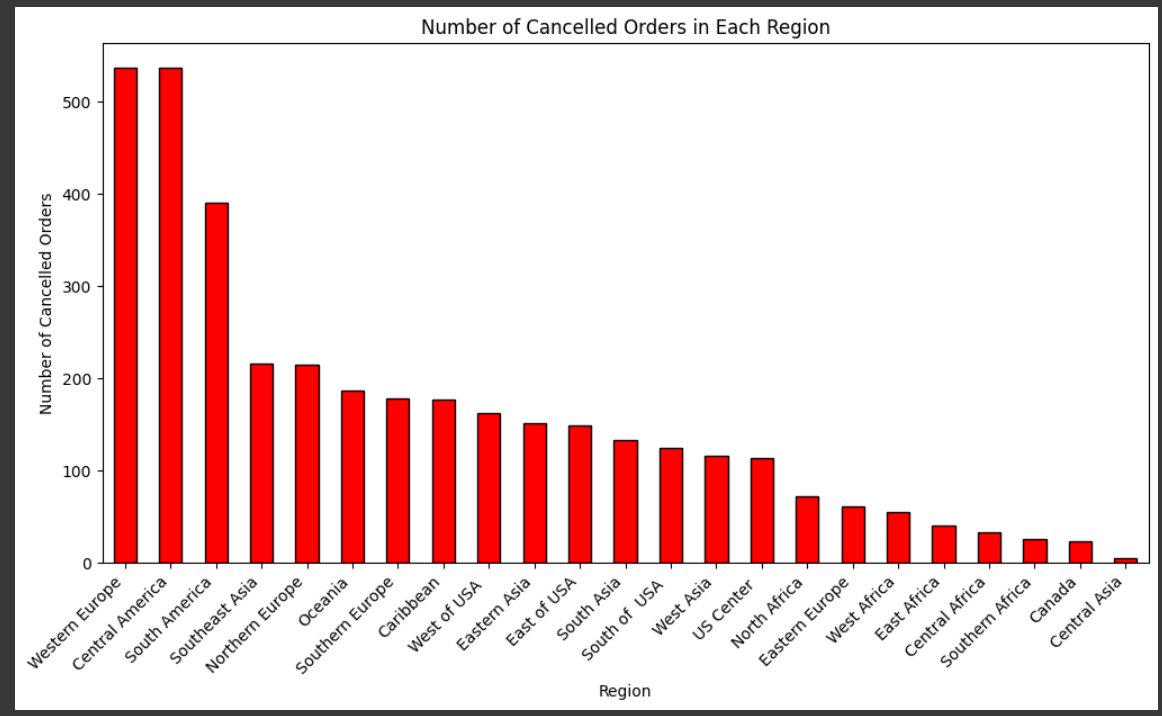 Number of Cancelled Orders in Each Region
Number of Cancelled Orders
500
400
300
200
100
0
Western Europe
Central America
South America
Southeast Asia
Northern Europe
Oceania
Southern Europe
Caribbean
West of USA
Eastern Asia
East of USA
South Asia
South of  USA
West Asia
US Center
North Africa
Eastern Europe
West Africa
East Africa
Central Africa
Southern Africa
Canada
Central Asia
Region